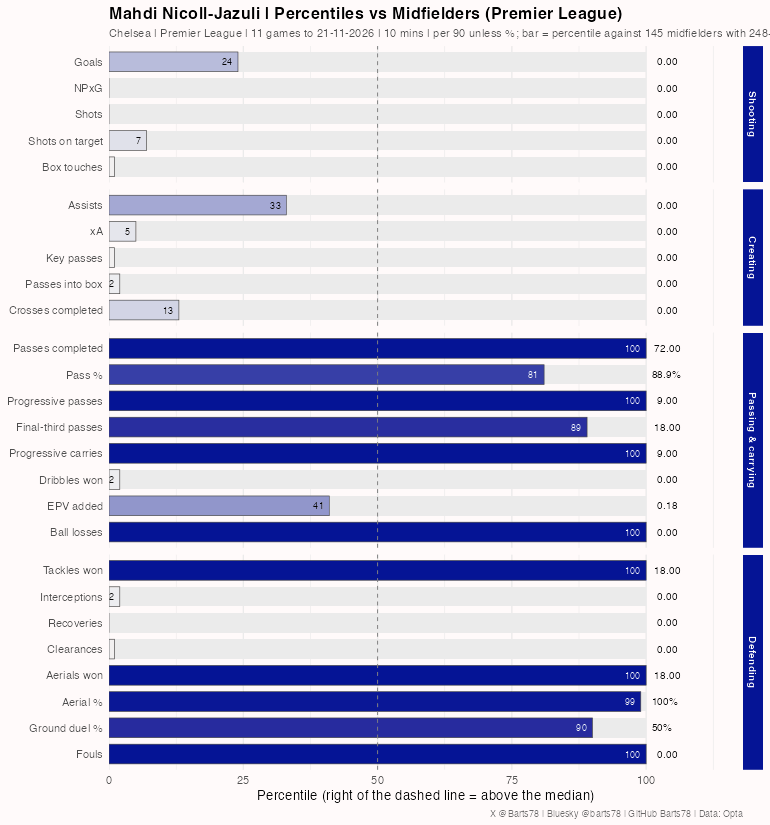 Mahdi Nicoll-Jazuli | Percentiles vs Midfielders (Premier League)
Chelsea | Premier League | 11 games to 21-11-2026 | 10 mins | per 90 unless %; bar = percentile against 145 midfielders with 248-
Goals 24 0.00
NPxG 0.00
Shots 0.00
Shots on target 7 0.00
Box touches 0.00
Shooting
Assists 33 0.00
xA 5 0.00
Key passes 0.00
Passes into box 2 0.00
Crosses completed 13 0.00
Creating
Passes completed 100 72.00
Pass % 81 88.9%
Progressive passes 100 9.00
Final-third passes 89 18.00
Progressive carries 100 9.00
Dribbles won 2 0.00
EPV added 41 0.18
Ball losses 100 0.00
Passing & carrying
Tackles won 100 18.00
Interceptions 2 0.00
Recoveries 0.00
Clearances 0.00
Aerials won 100 18.00
Aerial % 99 100%
Ground duel % 90 50%
Fouls 100 0.00
Defending
0 25 50 75 100
Percentile (right of the dashed line = above the median)
X @Barts78 | Bluesky @barts78 | GitHub Barts78 | Data: Opta